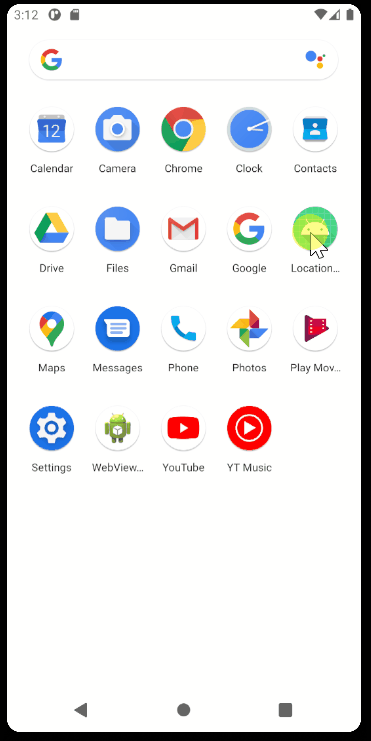 3:12
12
Calendar Camera Chrome Clock Contacts
Drive Files Gmail Google Location...
Maps Messages Phone Photos Play Mov...
Settings WebView... YouTube YT Music